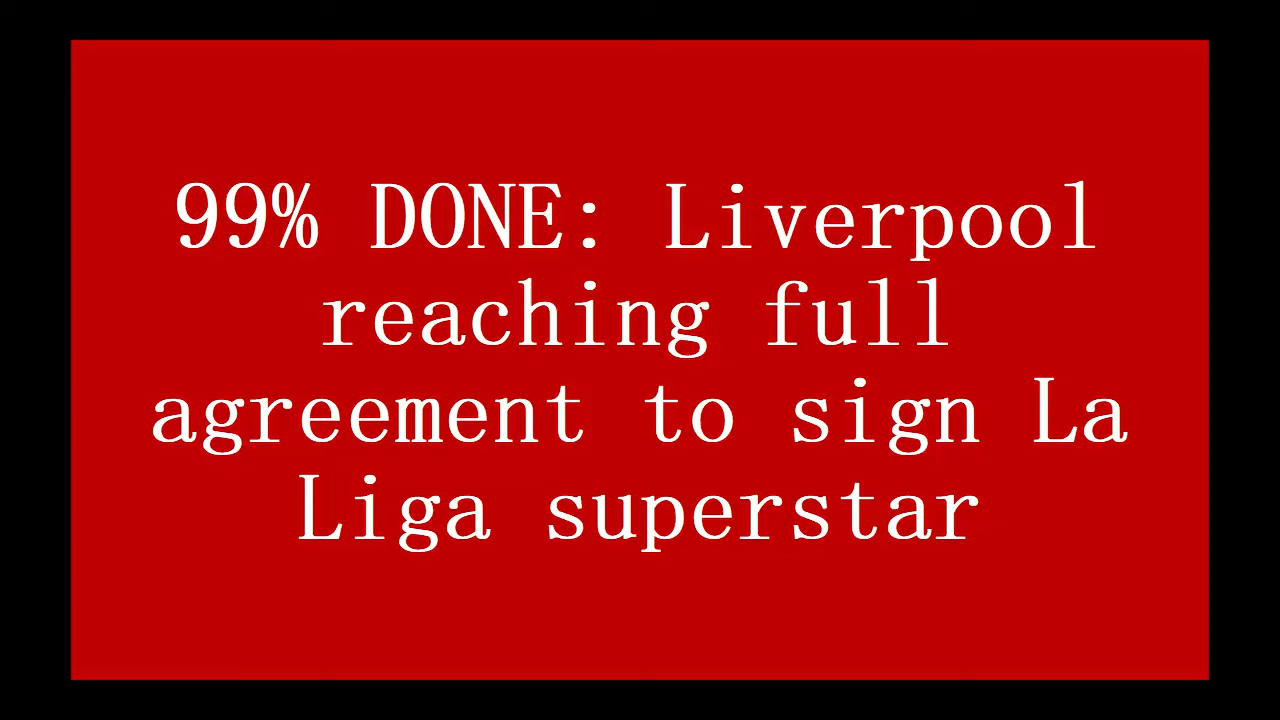 99% DONE: Liverpool
reaching full
agreement to sign La
Liga superstar